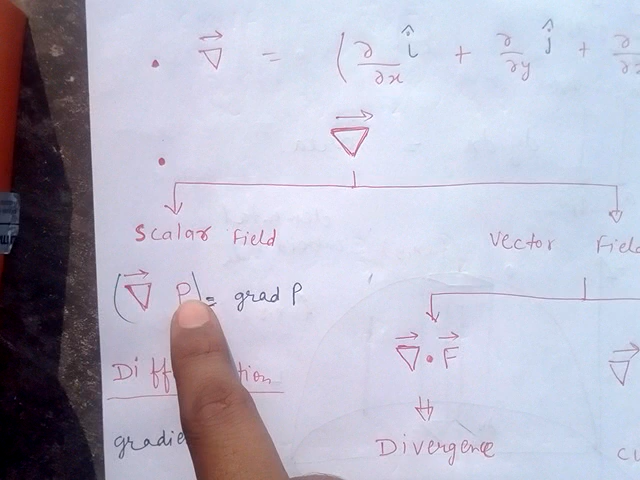 • ∇⃗ = (∂/∂x î + ∂/∂y ĵ + ∂/∂
• ∇⃗
Scalar Field
Vector Field
(∇⃗ P) = grad P
∇⃗ • F⃗
∇⃗
⇓
Divergence